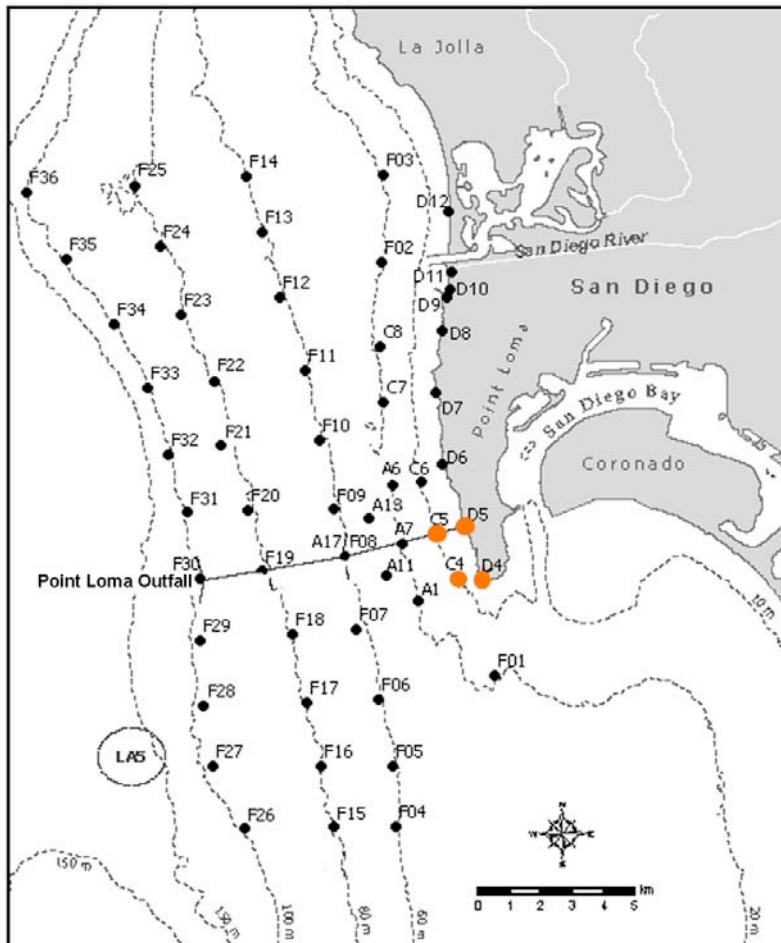 La Jolla
F03
F14
F25
F36
D12
F13
F24
San Diego River
F02
F35
D11
D10
San Diego
F12
D9
F23
F34
D8
C8
Point Loma
F11
F22
F33
C7
D7
San Diego Bay
F10
F21
F32
D6
Coronado
A6
C6
F09
F20
F31
A13
C5
D5
A7
A17
F08
F19
F30
Point Loma Outfall
A11
C4
D4
A1
10 m
F07
F18
F29
F01
F06
F17
F28
LA5
F05
F16
F27
F04
F15
F26
N
W
E
S
150 m
km
0 1 2 3 4 5
150 m
100 m
80 m
60 m
20 m